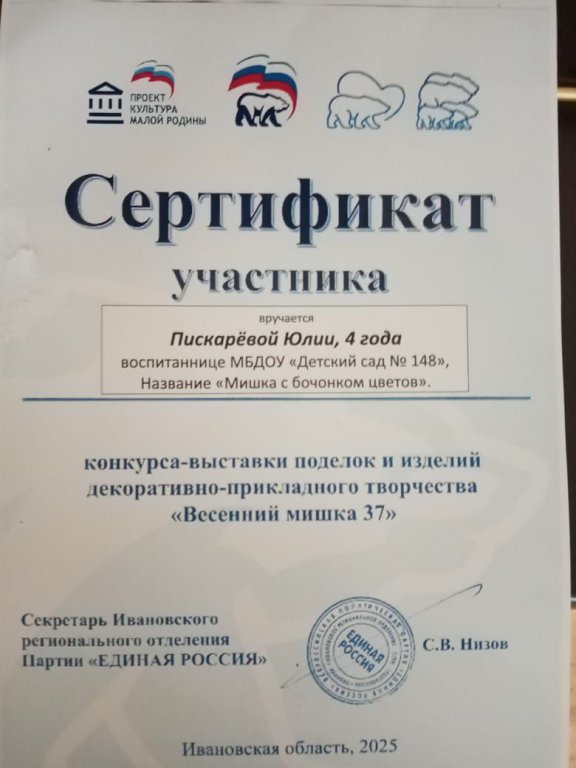 ПРОЕКТ
КУЛЬТУРА
МАЛОЙ РОДИНЫ
Сертификат
участника
вручается
Пискарёвой Юлии, 4 года
воспитаннице МБДОУ «Детский сад № 148»,
Название «Мишка с бочонком цветов».
конкурса-выставки поделок и изделий
декоративно-прикладного творчества
«Весенний мишка 37»
Секретарь Ивановского
регионального отделения
Партии «ЕДИНАЯ РОССИЯ»
ЕДИНАЯ
РОССИЯ
С.В. Низов
Ивановская область, 2025